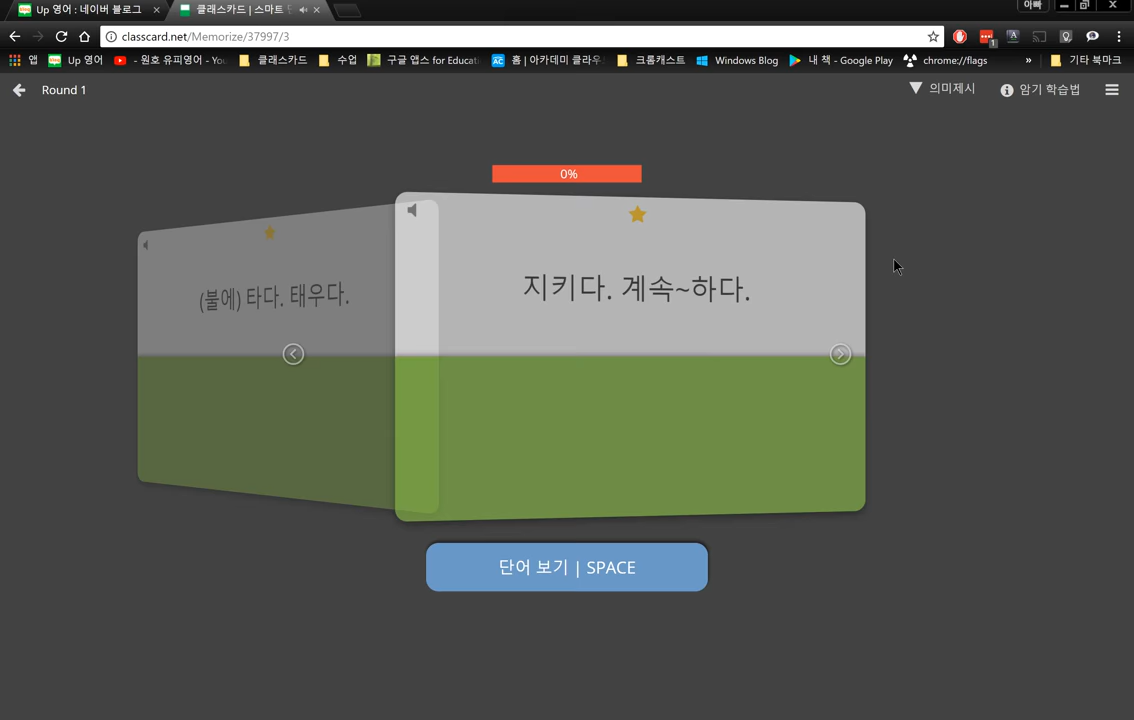 Up 영어 : 네이버 블로그
클래스카드 | 스마트
아빠
classcard.net/Memorize/37997/3
앱
Up 영어
- 원호 유피영어 - You
클래스카드
수업
구글 앱스 for Educati
홈 | 아카데미 클라우
크롬캐스트
Windows Blog
내 책 - Google Play
chrome://flags
»
기타 북마크
Round 1
의미제시
암기 학습법
0%
(불에) 타다. 태우다.
지키다. 계속~하다.
단어 보기 | SPACE